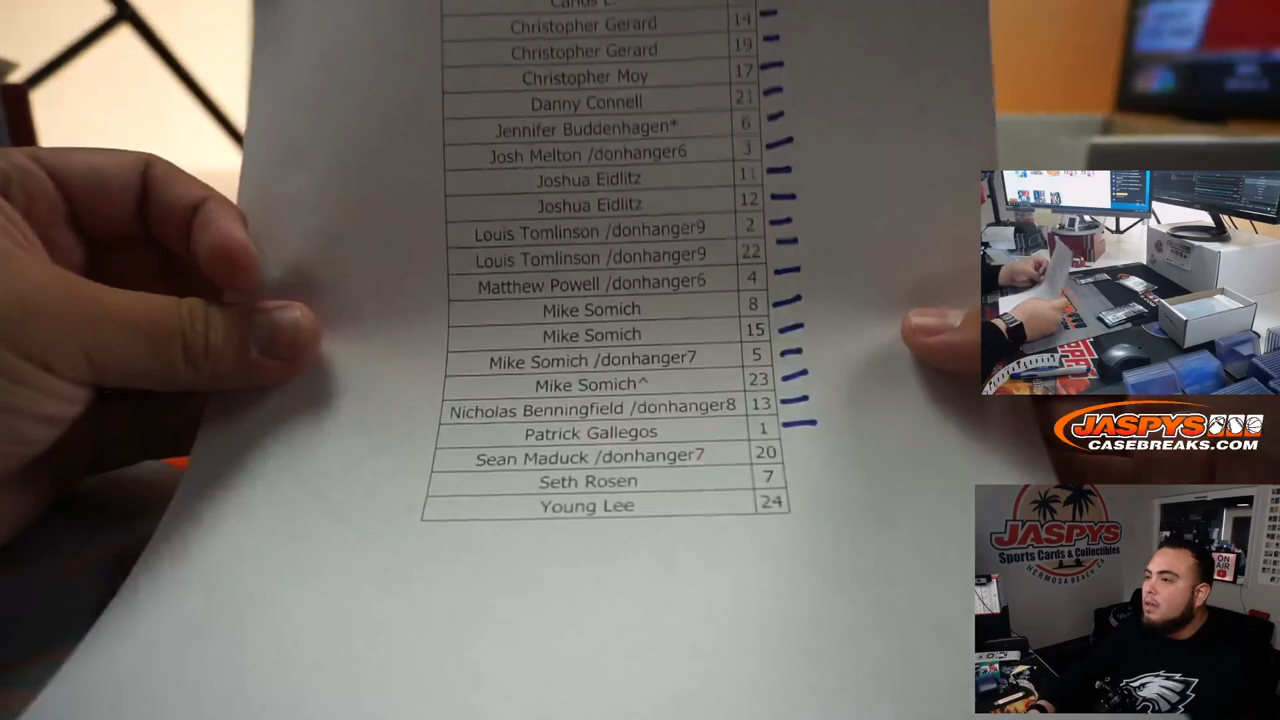 Carlos L.
Christopher Gerard 14
Christopher Gerard 19
Christopher Moy 17
Danny Connell 21
Jennifer Buddenhagen* 6
Josh Melton /donhanger6 3
Joshua Eidlitz 11
Joshua Eidlitz 12
Louis Tomlinson /donhanger9 2
Louis Tomlinson /donhanger9 22
Matthew Powell /donhanger6 4
Mike Somich 8
Mike Somich 15
Mike Somich /donhanger7 5
Mike Somich^ 23
Nicholas Benningfield /donhanger8 13
Patrick Gallegos 1
Sean Maduck /donhanger7 20
Seth Rosen 7
Young Lee 24
JASPYS
CASEBREAKS.COM
JASPYS
Sports Cards & Collectibles
HERMOSA BEACH, CA
ON
AIR